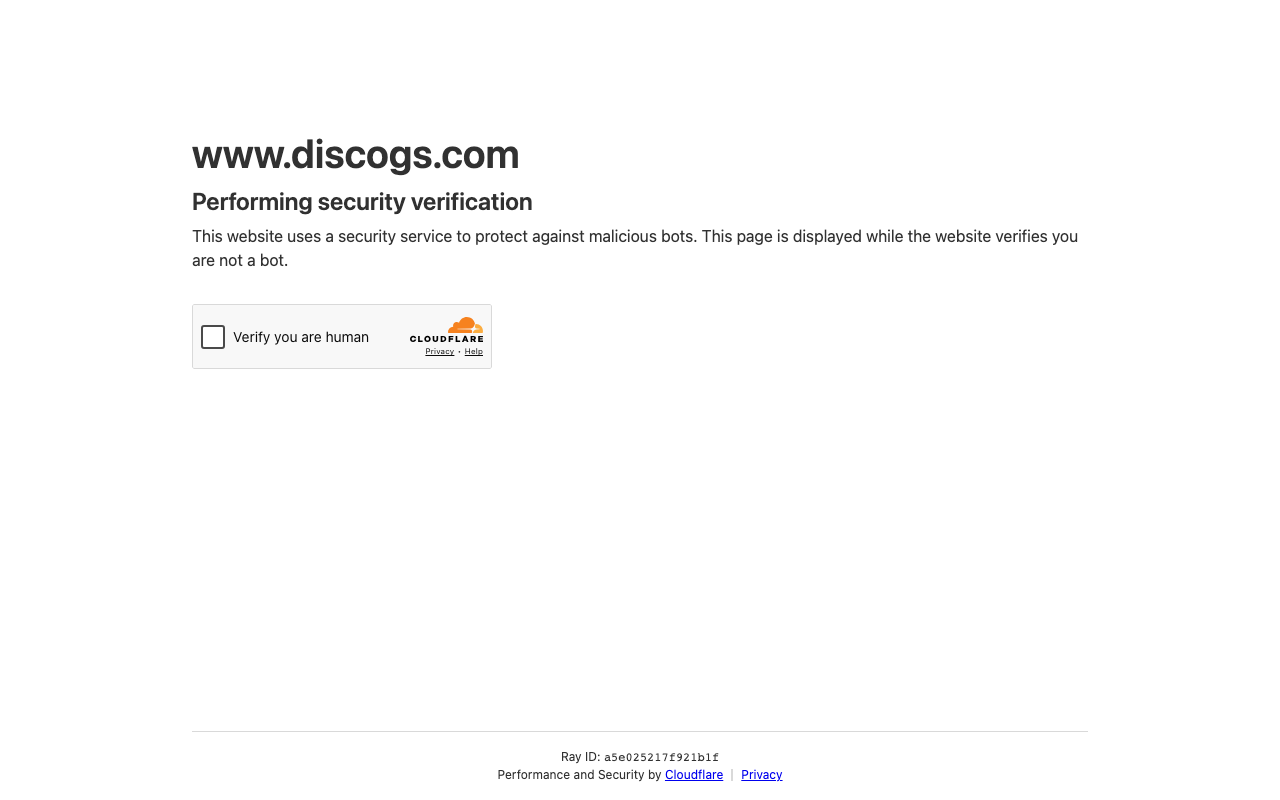 www.discogs.com
Performing security verification
This website uses a security service to protect against malicious bots. This page is displayed while the website verifies you
are not a bot.
Verify you are human
CLOUDFLARE
Privacy • Help
Ray ID: a5e025217f921b1f
Performance and Security by Cloudflare | Privacy